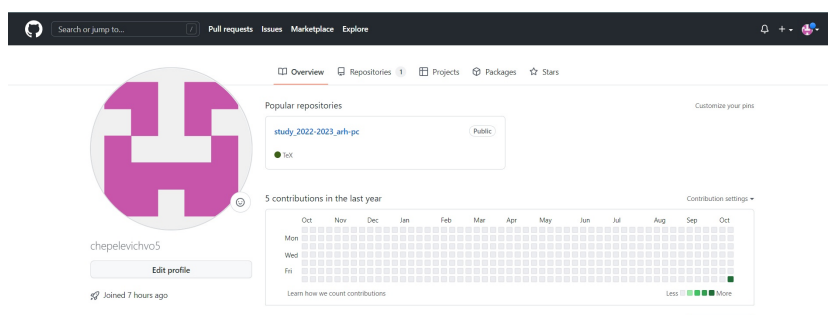 Search or jump to... / Pull requests Issues Marketplace Explore
Overview Repositories 1 Projects Packages Stars
Popular repositories Customize your pins
study_2022-2023_arh-pc Public
TeX
5 contributions in the last year Contribution settings
Oct Nov Dec Jan Feb Mar Apr May Jun Jul Aug Sep Oct
Mon
Wed
Fri
Learn how we count contributions Less More
chepelevichvo5
Edit profile
Joined 7 hours ago